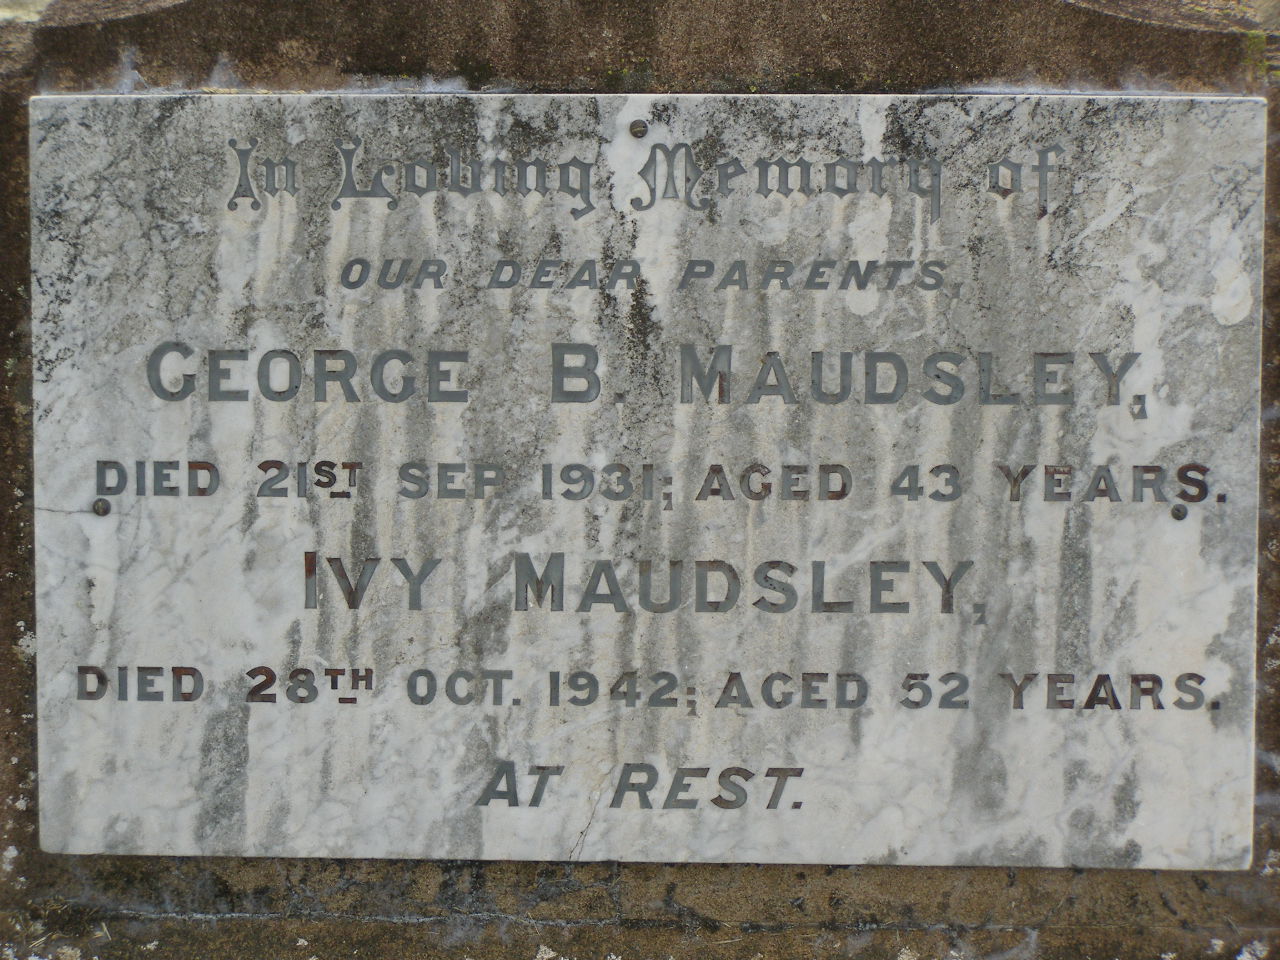 In Loving Memory of
OUR DEAR PARENTS
GEORGE B. MAUDSLEY,
DIED 21ST SEP 1931; AGED 43 YEARS.
IVY MAUDSLEY,
DIED 28TH OCT. 1942; AGED 52 YEARS.
AT REST.